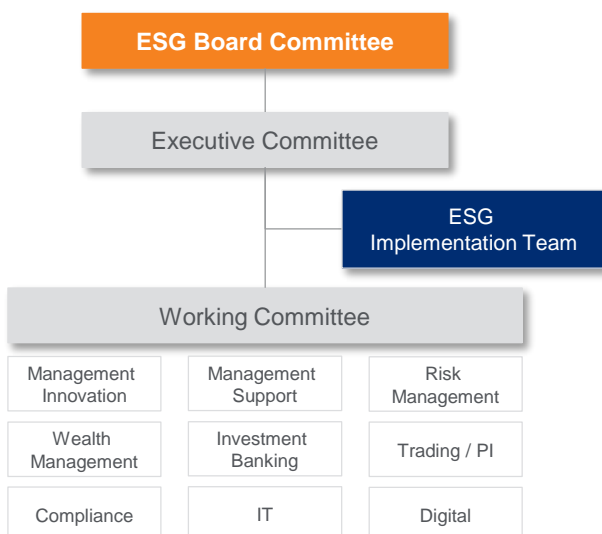 ESG Board Committee
Executive Committee
ESG
Implementation Team
Working Committee
Management
Innovation
Management
Support
Risk
Management
Wealth
Management
Investment
Banking
Trading / PI
Compliance
IT
Digital